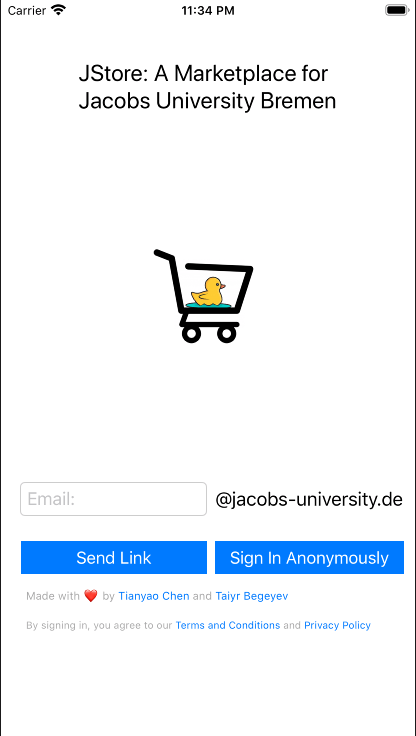 Carrier 11:34 PM
JStore: A Marketplace for
Jacobs University Bremen
Email: @jacobs-university.de
Send Link Sign In Anonymously
Made with ❤️ by Tianyao Chen and Taiyr Begeyev
By signing in, you agree to our Terms and Conditions and Privacy Policy